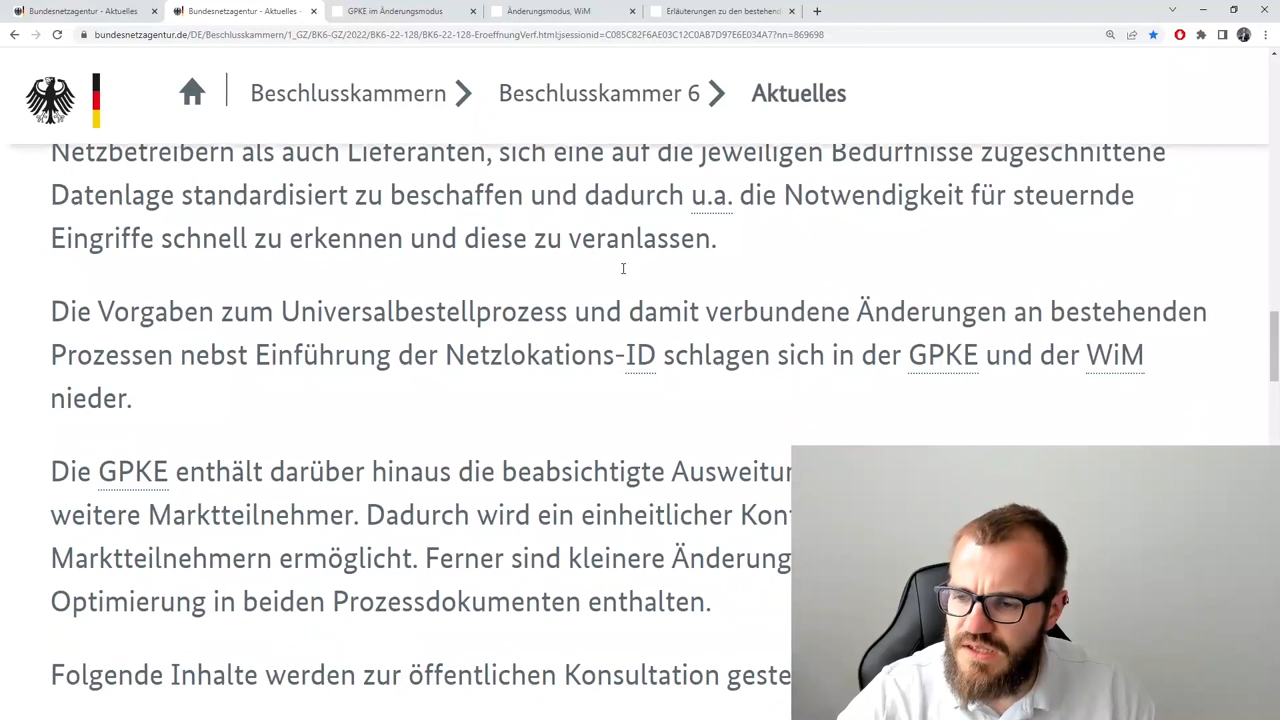 Bundesnetzagentur - Aktuelles
Bundesnetzagentur - Aktuelles -
GPKE im Änderungsmodus
Änderungsmodus, WiM
Erläuterungen zu den bestehend
bundesnetzagentur.de/DE/Beschlusskammern/1_GZ/BK6-GZ/2022/BK6-22-128/BK6-22-128-EroeffnungVerf.html;jsessionid=C085C82F6AE03C12C0AB7D97E6E034A7?nn=869698
Beschlusskammern
Beschlusskammer 6
Aktuelles
Netzbetreibern als auch Lieferanten, sich eine auf die jeweiligen Bedürfnisse zugeschnittene
Datenlage standardisiert zu beschaffen und dadurch u.a. die Notwendigkeit für steuernde
Eingriffe schnell zu erkennen und diese zu veranlassen.
Die Vorgaben zum Universalbestellprozess und damit verbundene Änderungen an bestehenden
Prozessen nebst Einführung der Netzlokations-ID schlagen sich in der GPKE und der WiM
nieder.
Die GPKE enthält darüber hinaus die beabsichtigte Ausweitu
weitere Marktteilnehmer. Dadurch wird ein einheitlicher Kon
Marktteilnehmern ermöglicht. Ferner sind kleinere Änderung
Optimierung in beiden Prozessdokumenten enthalten.
Folgende Inhalte werden zur öffentlichen Konsultation geste